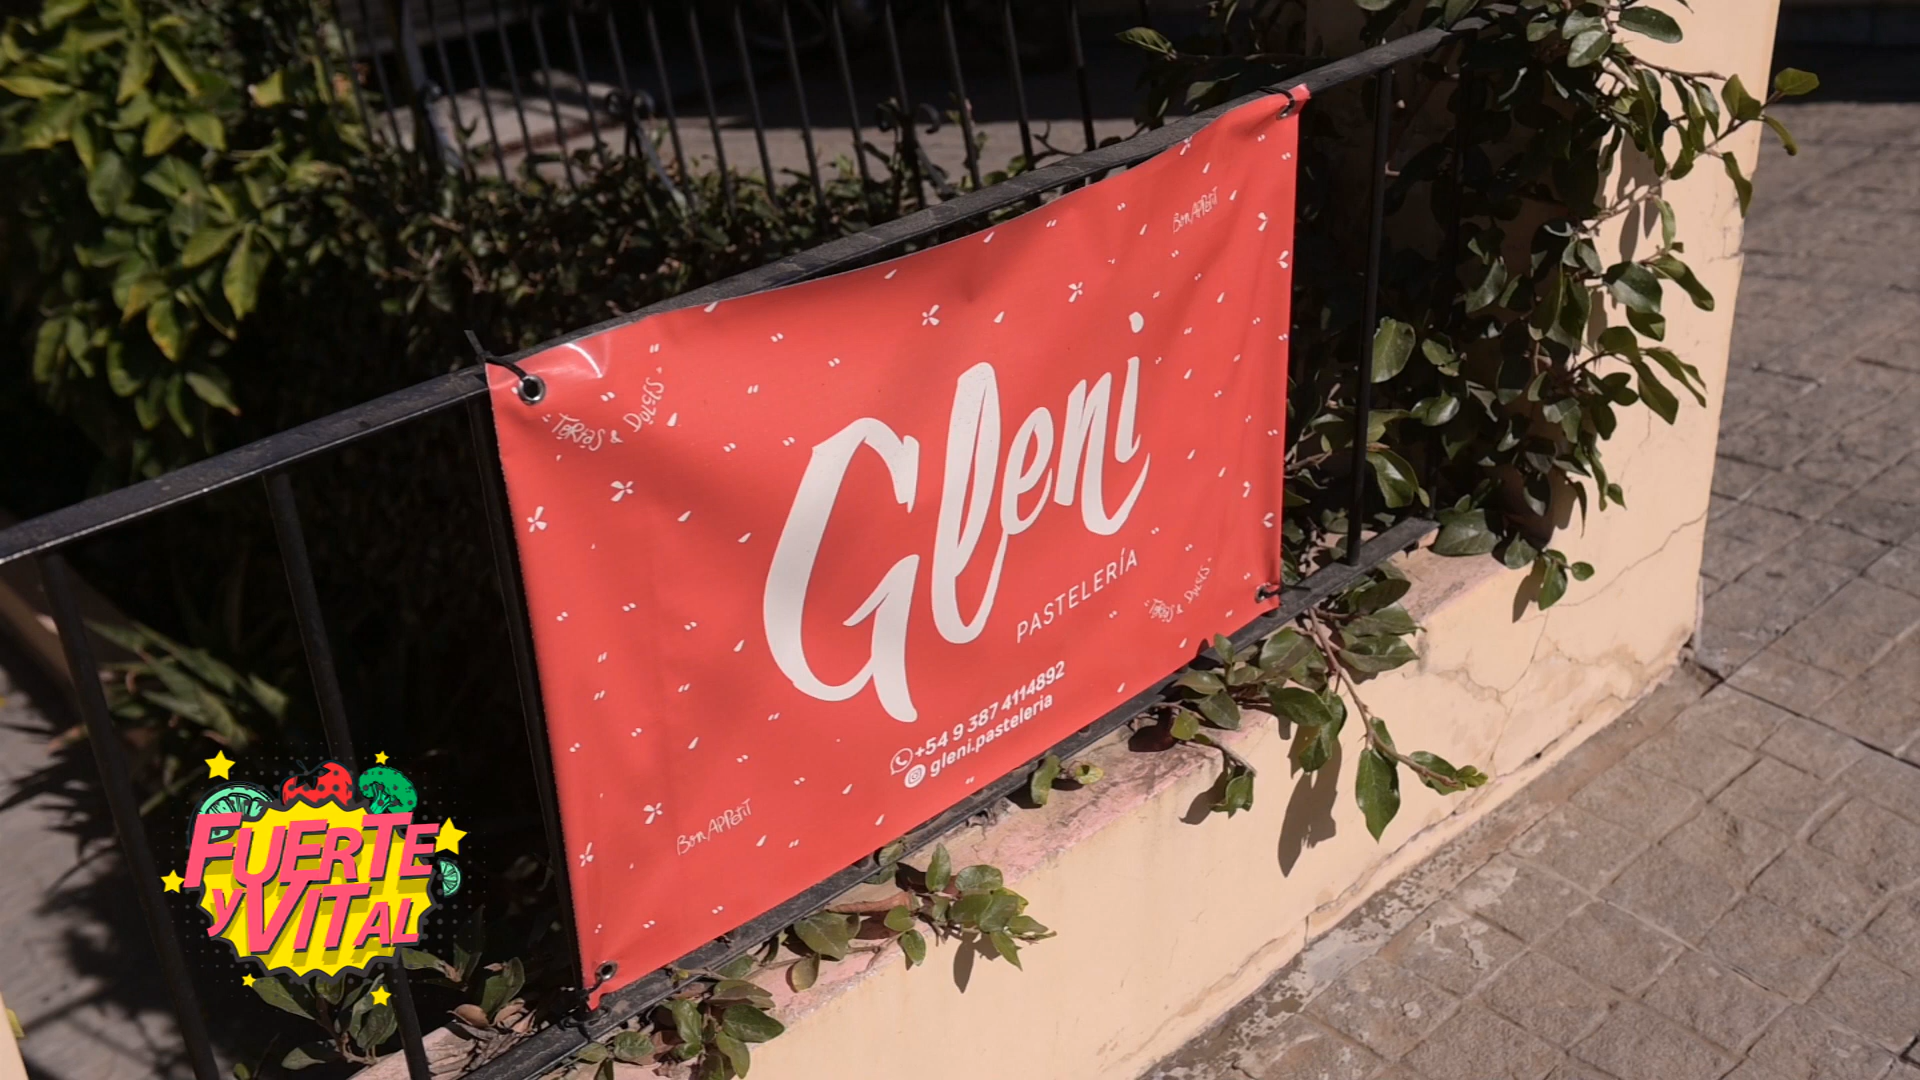 Bon APPetiT
"TORTAS & DULCES"
Gleni
PASTELERÍA
"TORTAS & DULCES"
+54 9 387 4114892
gleni.pasteleria
Bon APPetiT
FUERTE
y VITAL